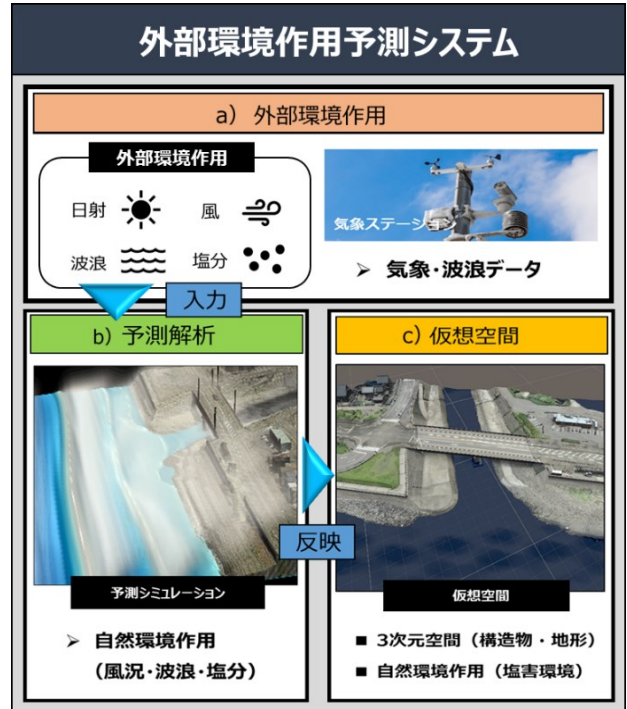 外部環境作用予測システム
a) 外部環境作用
外部環境作用
日射 風
波浪 塩分
気象ステーション
➢ 気象・波浪データ
入力
b) 予測解析
予測シミュレーション
➢ 自然環境作用
(風況・波浪・塩分)
反映
c) 仮想空間
仮想空間
■ 3次元空間(構造物・地形)
■ 自然環境作用(塩害環境)